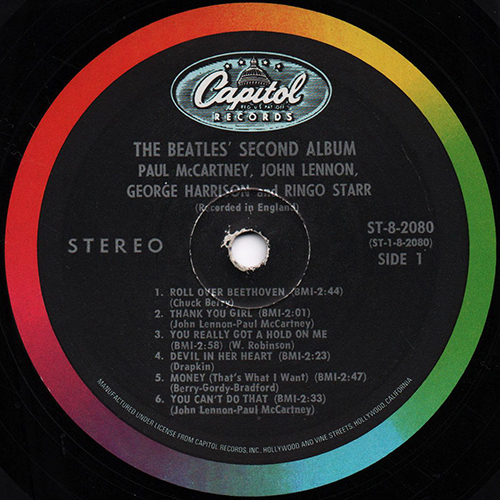 Capitol
REG. U.S. PAT. OFF.
RECORDS
THE BEATLES' SECOND ALBUM
PAUL McCARTNEY, JOHN LENNON,
GEORGE HARRISON and RINGO STARR
(Recorded in England)
ST-8-2080
(ST-1-8-2080)
STEREO
SIDE 1
1. ROLL OVER BEETHOVEN (BMI-2:44)
(Chuck Berry)
2. THANK YOU GIRL (BMI-2:01)
(John Lennon-Paul McCartney)
3. YOU REALLY GOT A HOLD ON ME
(BMI-2:58) (W. Robinson)
4. DEVIL IN HER HEART (BMI-2:23)
(Drapkin)
5. MONEY (That's What I Want) (BMI-2:47)
(Berry-Gordy-Bradford)
6. YOU CAN'T DO THAT (BMI-2:33)
(John Lennon-Paul McCartney)
MANUFACTURED UNDER LICENSE FROM CAPITOL RECORDS, INC., HOLLYWOOD AND VINE STREETS, HOLLYWOOD, CALIFORNIA